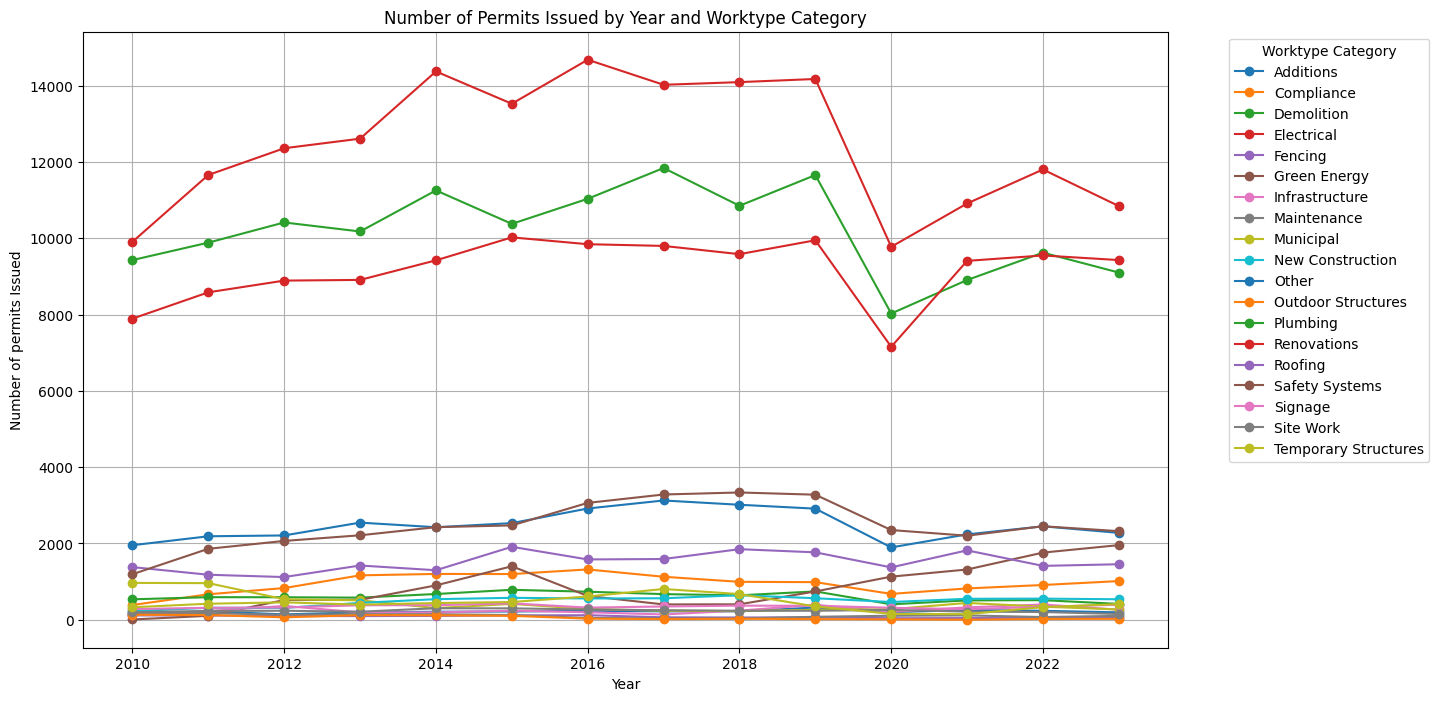 Number of Permits Issued by Year and Worktype Category
Number of permits issued
14000
12000
10000
8000
6000
4000
2000
0
2010
2012
2014
2016
2018
2020
2022
Year
Worktype Category
Additions
Compliance
Demolition
Electrical
Fencing
Green Energy
Infrastructure
Maintenance
Municipal
New Construction
Other
Outdoor Structures
Plumbing
Renovations
Roofing
Safety Systems
Signage
Site Work
Temporary Structures